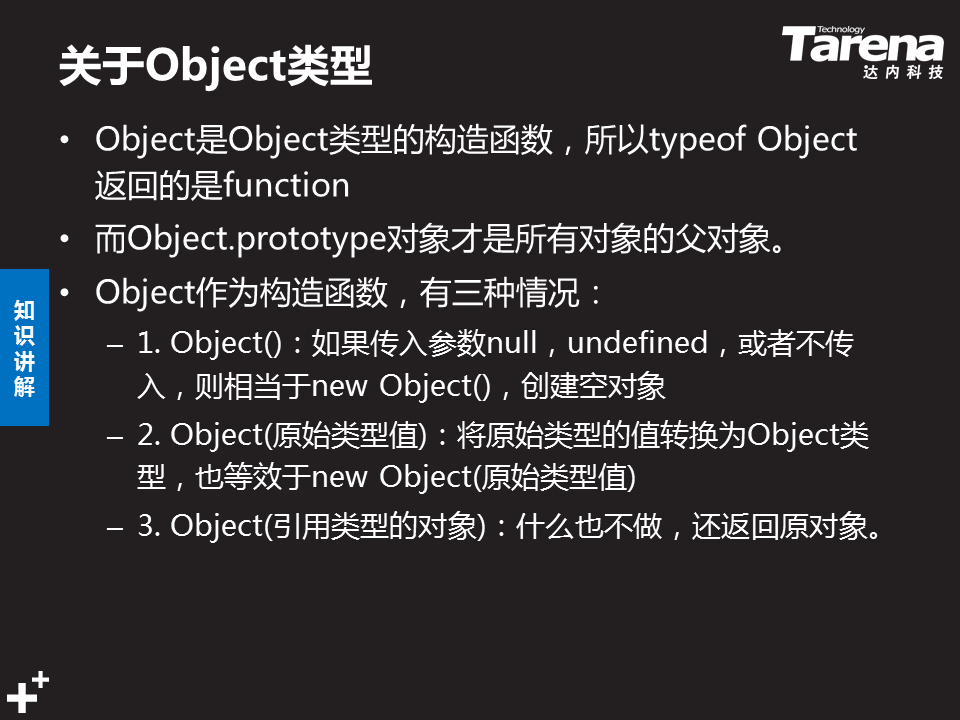 关于Object类型
Technology
Tarena
达内科技
• Object是Object类型的构造函数，所以typeof Object
返回的是function
• 而Object.prototype对象才是所有对象的父对象。
• Object作为构造函数，有三种情况：
– 1. Object()：如果传入参数null，undefined，或者不传
入，则相当于new Object()，创建空对象
– 2. Object(原始类型值)：将原始类型的值转换为Object类
型，也等效于new Object(原始类型值)
– 3. Object(引用类型的对象)：什么也不做，还返回原对象。
知
识
讲
解